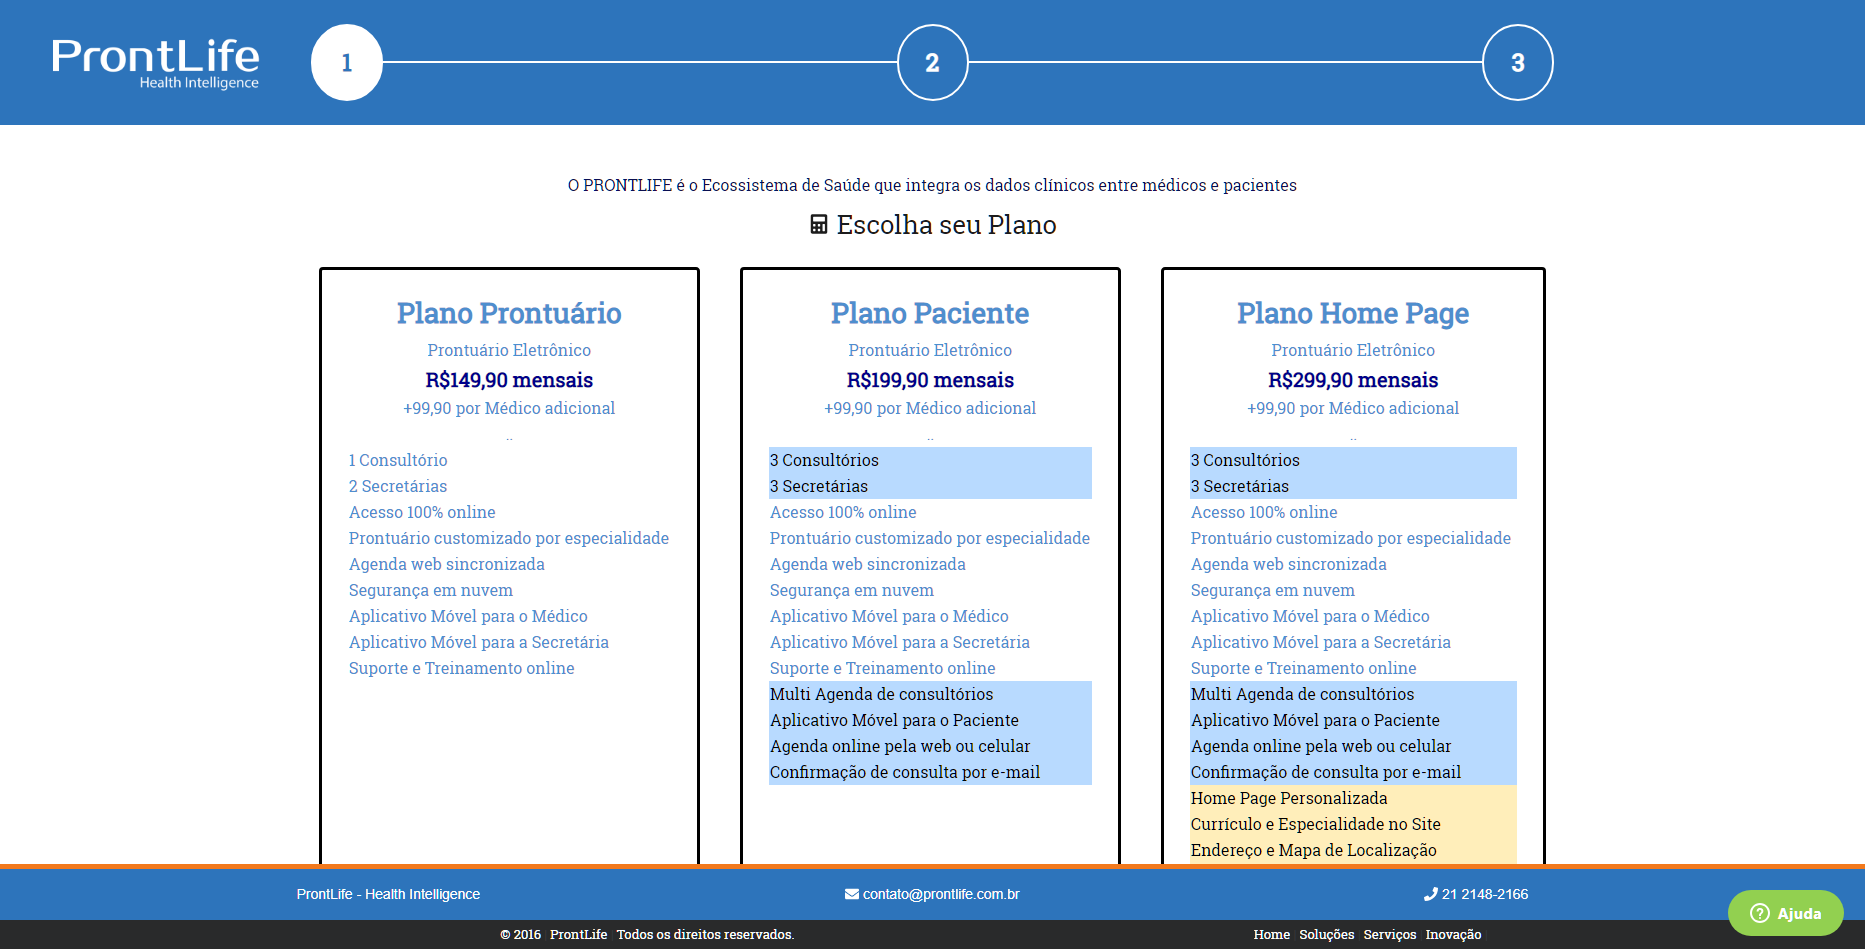 ProntLife
Health Intelligence
1
2
3
O PRONTLIFE é o Ecossistema de Saúde que integra os dados clínicos entre médicos e pacientes
Escolha seu Plano
Plano Prontuário
Prontuário Eletrônico
R$149,90 mensais
+99,90 por Médico adicional
..
1 Consultório
2 Secretárias
Acesso 100% online
Prontuário customizado por especialidade
Agenda web sincronizada
Segurança em nuvem
Aplicativo Móvel para o Médico
Aplicativo Móvel para a Secretária
Suporte e Treinamento online
Plano Paciente
Prontuário Eletrônico
R$199,90 mensais
+99,90 por Médico adicional
..
3 Consultórios
3 Secretárias
Acesso 100% online
Prontuário customizado por especialidade
Agenda web sincronizada
Segurança em nuvem
Aplicativo Móvel para o Médico
Aplicativo Móvel para a Secretária
Suporte e Treinamento online
Multi Agenda de consultórios
Aplicativo Móvel para o Paciente
Agenda online pela web ou celular
Confirmação de consulta por e-mail
Plano Home Page
Prontuário Eletrônico
R$299,90 mensais
+99,90 por Médico adicional
..
3 Consultórios
3 Secretárias
Acesso 100% online
Prontuário customizado por especialidade
Agenda web sincronizada
Segurança em nuvem
Aplicativo Móvel para o Médico
Aplicativo Móvel para a Secretária
Suporte e Treinamento online
Multi Agenda de consultórios
Aplicativo Móvel para o Paciente
Agenda online pela web ou celular
Confirmação de consulta por e-mail
Home Page Personalizada
Currículo e Especialidade no Site
Endereço e Mapa de Localização
ProntLife - Health Intelligence
contato@prontlife.com.br
21 2148-2166
Ajuda
© 2016 ProntLife Todos os direitos reservados.
Home Soluções Serviços Inovação